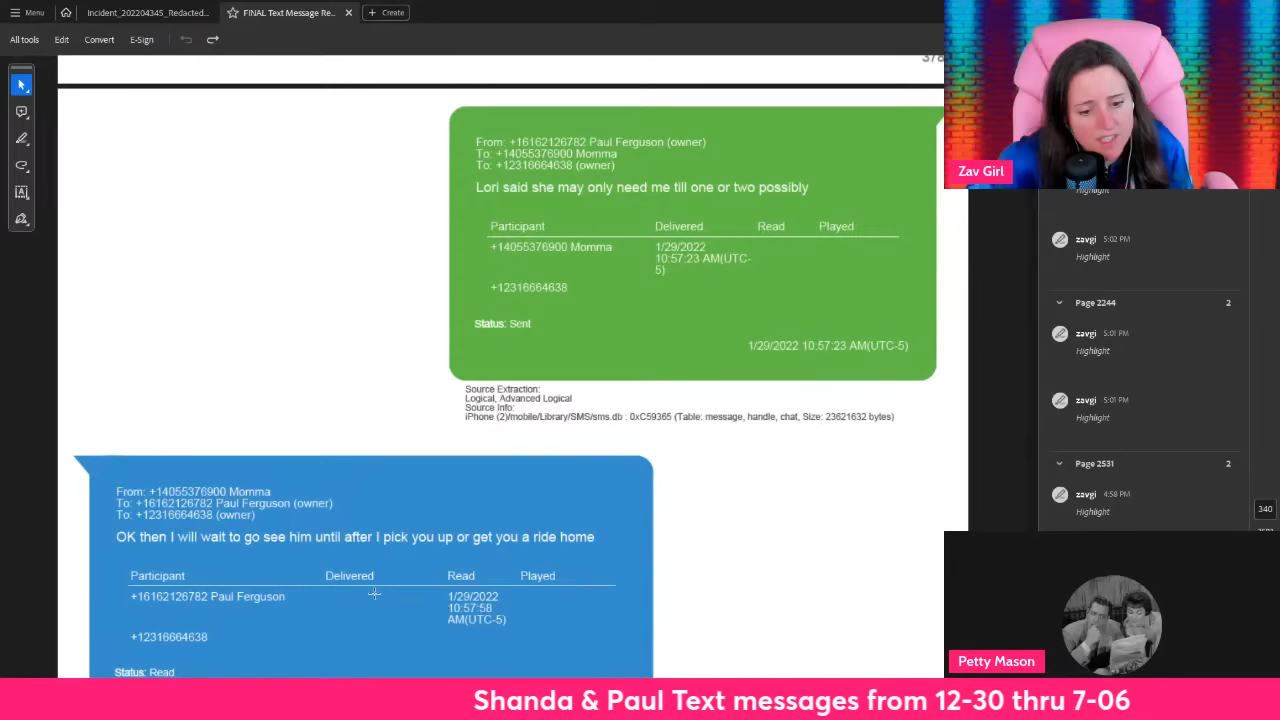 Menu
Incident_202204345_Redacted...
FINAL Text Message Re...
Create
All tools
Edit
Convert
E-Sign
From: +16162126782 Paul Ferguson (owner)
To: +14055376900 Momma
To: +12316664638 (owner)
Lori said she may only need me till one or two possibly
Participant Delivered Read Played
+14055376900 Momma 1/29/2022
10:57:23 AM(UTC-
5)
+12316664638
Status: Sent
1/29/2022 10:57:23 AM(UTC-5)
Source Extraction:
Logical, Advanced Logical
Source Info:
iPhone (2)/mobile/Library/SMS/sms.db : 0xC59365 (Table: message, handle, chat, Size: 23621632 bytes)
From: +14055376900 Momma
To: +16162126782 Paul Ferguson (owner)
To: +12316664638 (owner)
OK then I will wait to go see him until after I pick you up or get you a ride home
Participant Delivered Read Played
+16162126782 Paul Ferguson 1/29/2022
10:57:58
AM(UTC-5)
+12316664638
Status: Read
Zav Girl
Highlight
zavgi 5:02 PM
Highlight
Page 2244 2
zavgi 5:01 PM
Highlight
zavgi 5:01 PM
Highlight
Page 2531 2
zavgi 4:58 PM
Highlight
340
Petty Mason
Shanda & Paul Text messages from 12-30 thru 7-06